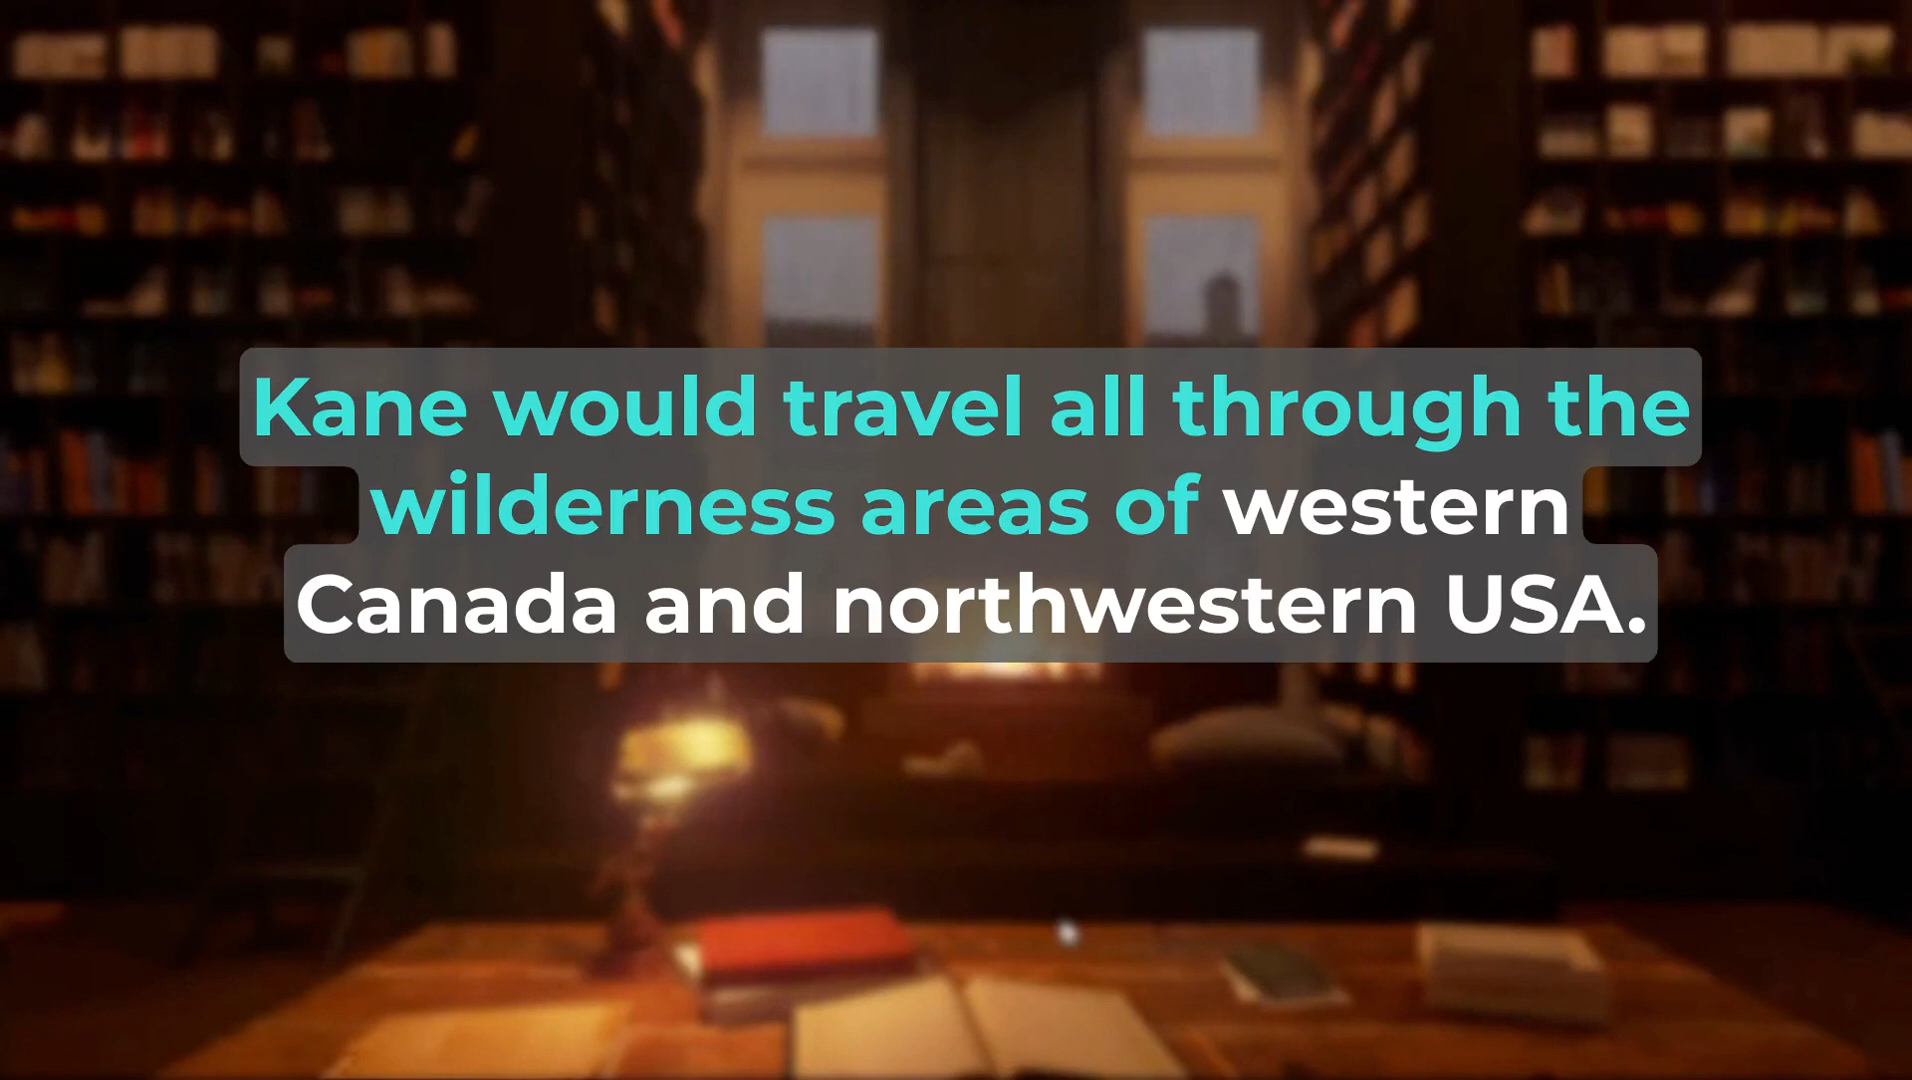 Kane would travel all through the
wilderness areas of western
Canada and northwestern USA.